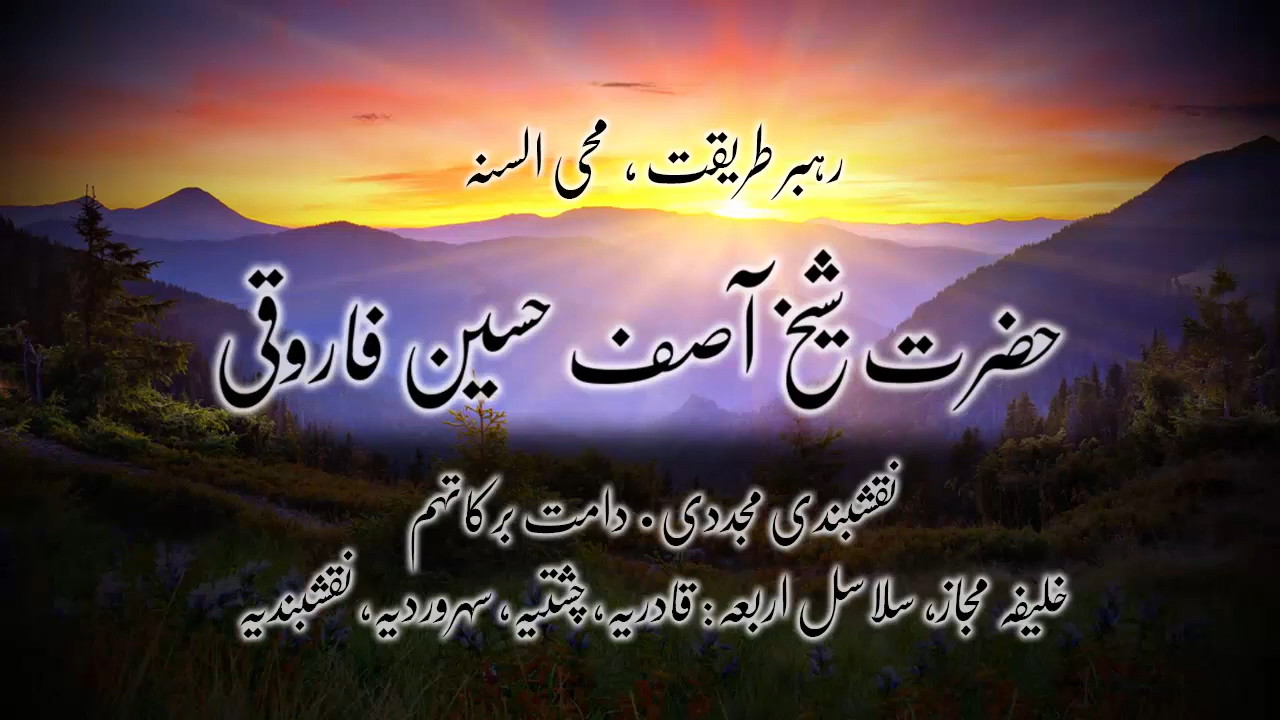 رہبر طریقت ، محی السنہ
حضرت شیخ آصف حسین فاروقی
نقشبندی مجددی . دامت برکاتہم
خلیفہ مجاز، سلاسل اربعہ: قادریہ، چشتیہ، سہروردیہ، نقشبندیہ